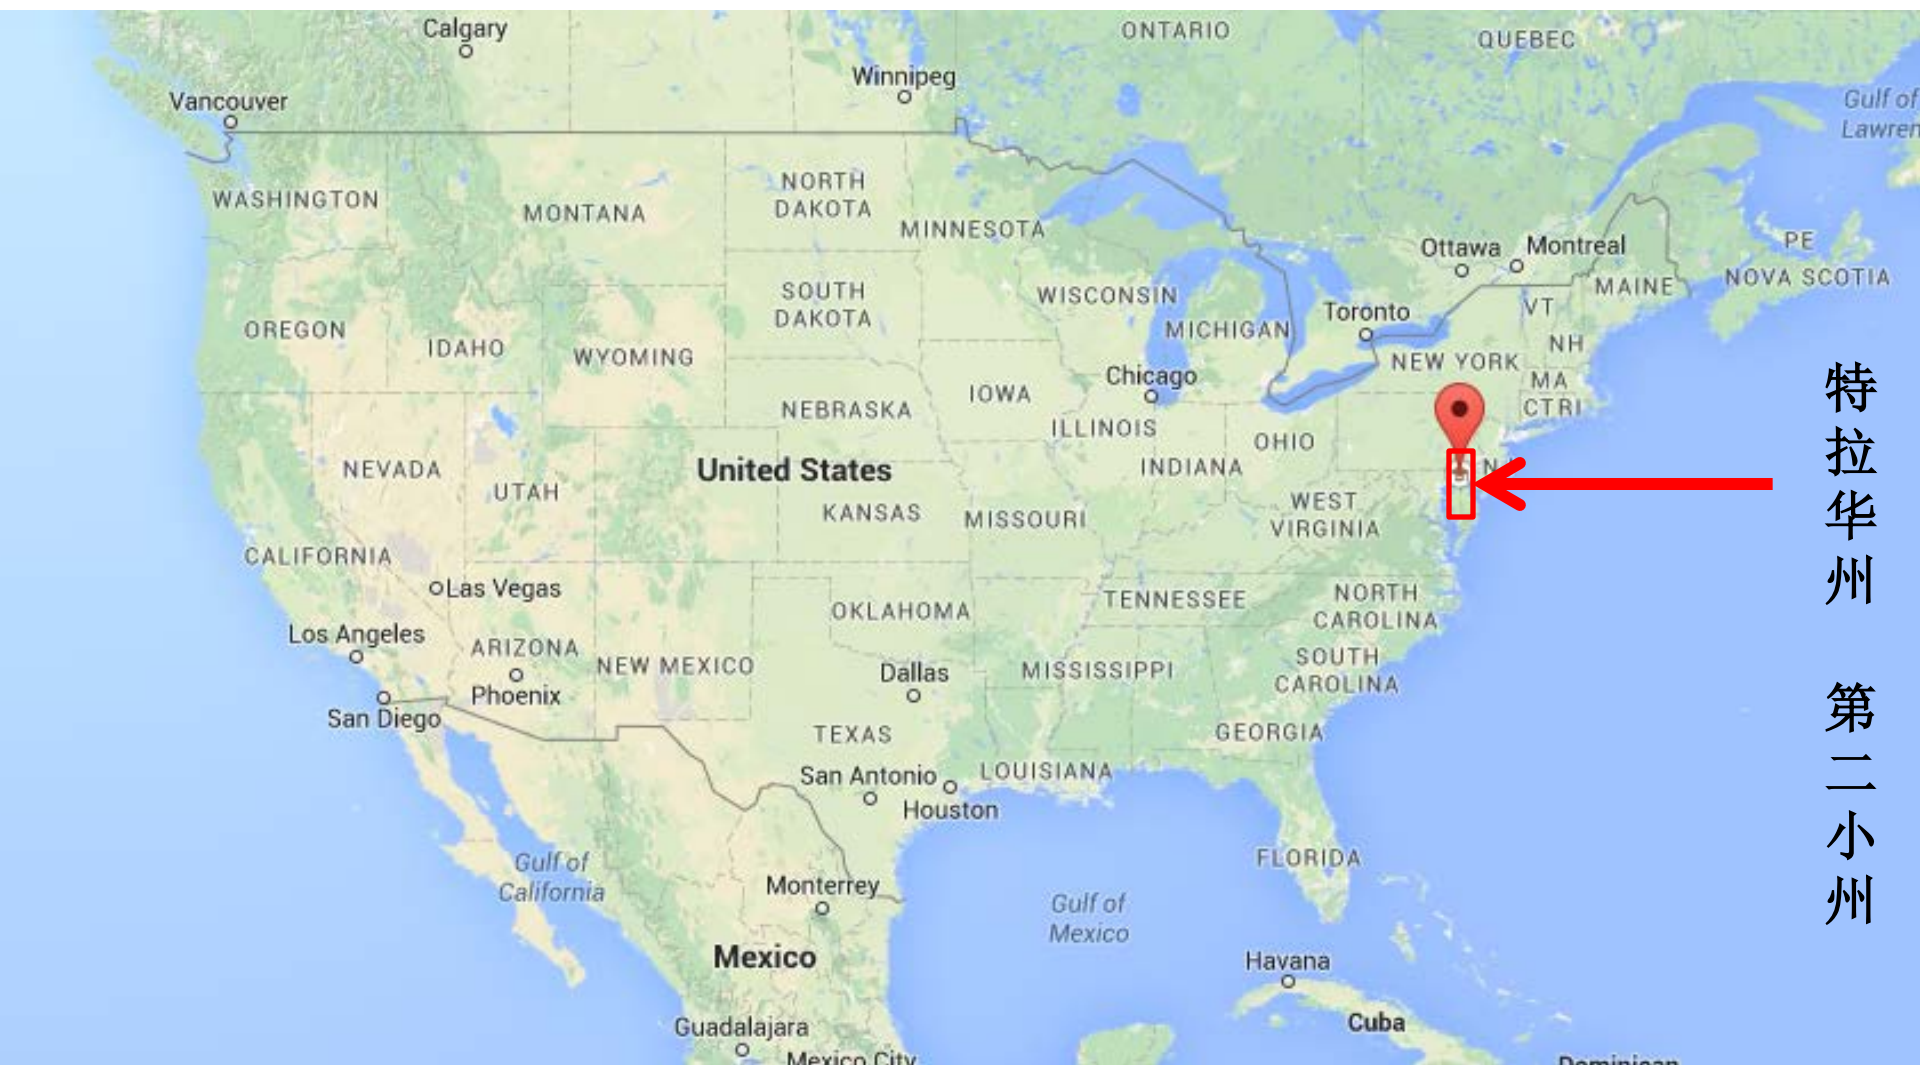 Calgary
ONTARIO
QUEBEC
Winnipeg
Vancouver
Gulf of
Lawren
WASHINGTON
MONTANA
NORTH
DAKOTA
MINNESOTA
Ottawa
Montreal
PE
NOVA SCOTIA
MAINE
VT
NH
SOUTH
DAKOTA
WISCONSIN
MICHIGAN
Toronto
OREGON
IDAHO
WYOMING
NEW YORK
MA
CT RI
Chicago
IOWA
NEBRASKA
ILLINOIS
OHIO
INDIANA
NEVADA
UTAH
United States
KANSAS
MISSOURI
WEST
VIRGINIA
CALIFORNIA
Las Vegas
OKLAHOMA
TENNESSEE
NORTH
CAROLINA
Los Angeles
ARIZONA
Phoenix
NEW MEXICO
Dallas
MISSISSIPPI
SOUTH
CAROLINA
San Diego
TEXAS
GEORGIA
San Antonio
LOUISIANA
Houston
Gulf of
California
Monterrey
FLORIDA
Gulf of
Mexico
Mexico
Havana
Cuba
Guadalajara
Mexico City
Dominican
特拉华州 第二小州